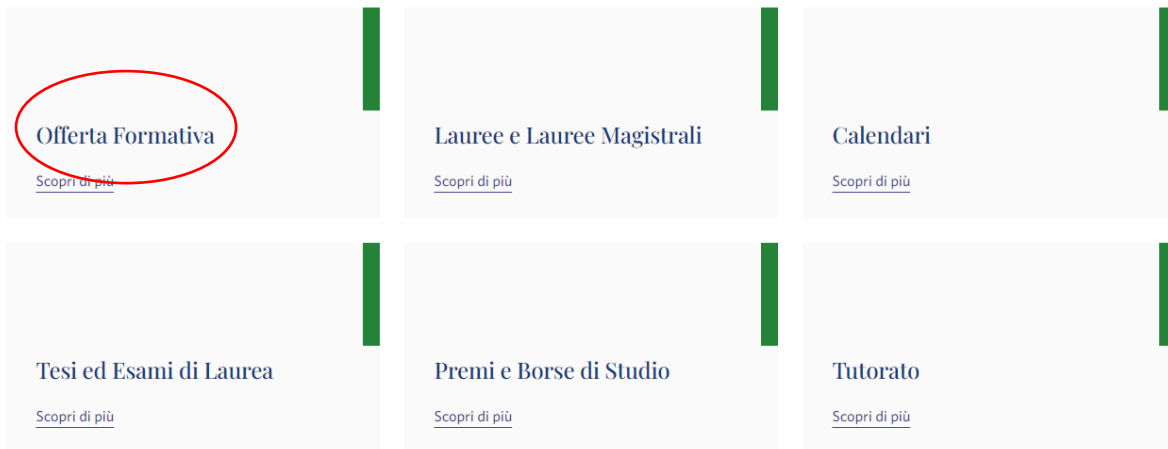 Offerta Formativa
Scopri di più
Lauree e Lauree Magistrali
Scopri di più
Calendari
Scopri di più
Tesi ed Esami di Laurea
Scopri di più
Premi e Borse di Studio
Scopri di più
Tutorato
Scopri di più